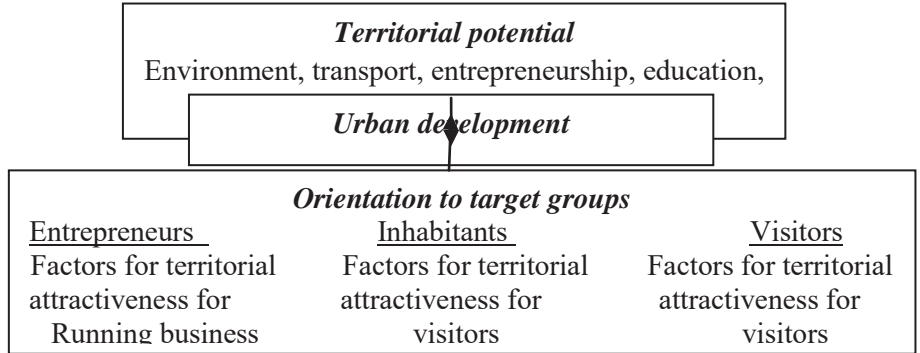 Territorial potential
Environment, transport, entrepreneurship, education,
Urban development
Orientation to target groups
Entrepreneurs Inhabitants Visitors
Factors for territorial Factors for territorial Factors for territorial
attractiveness for attractiveness for attractiveness for
Running business visitors visitors